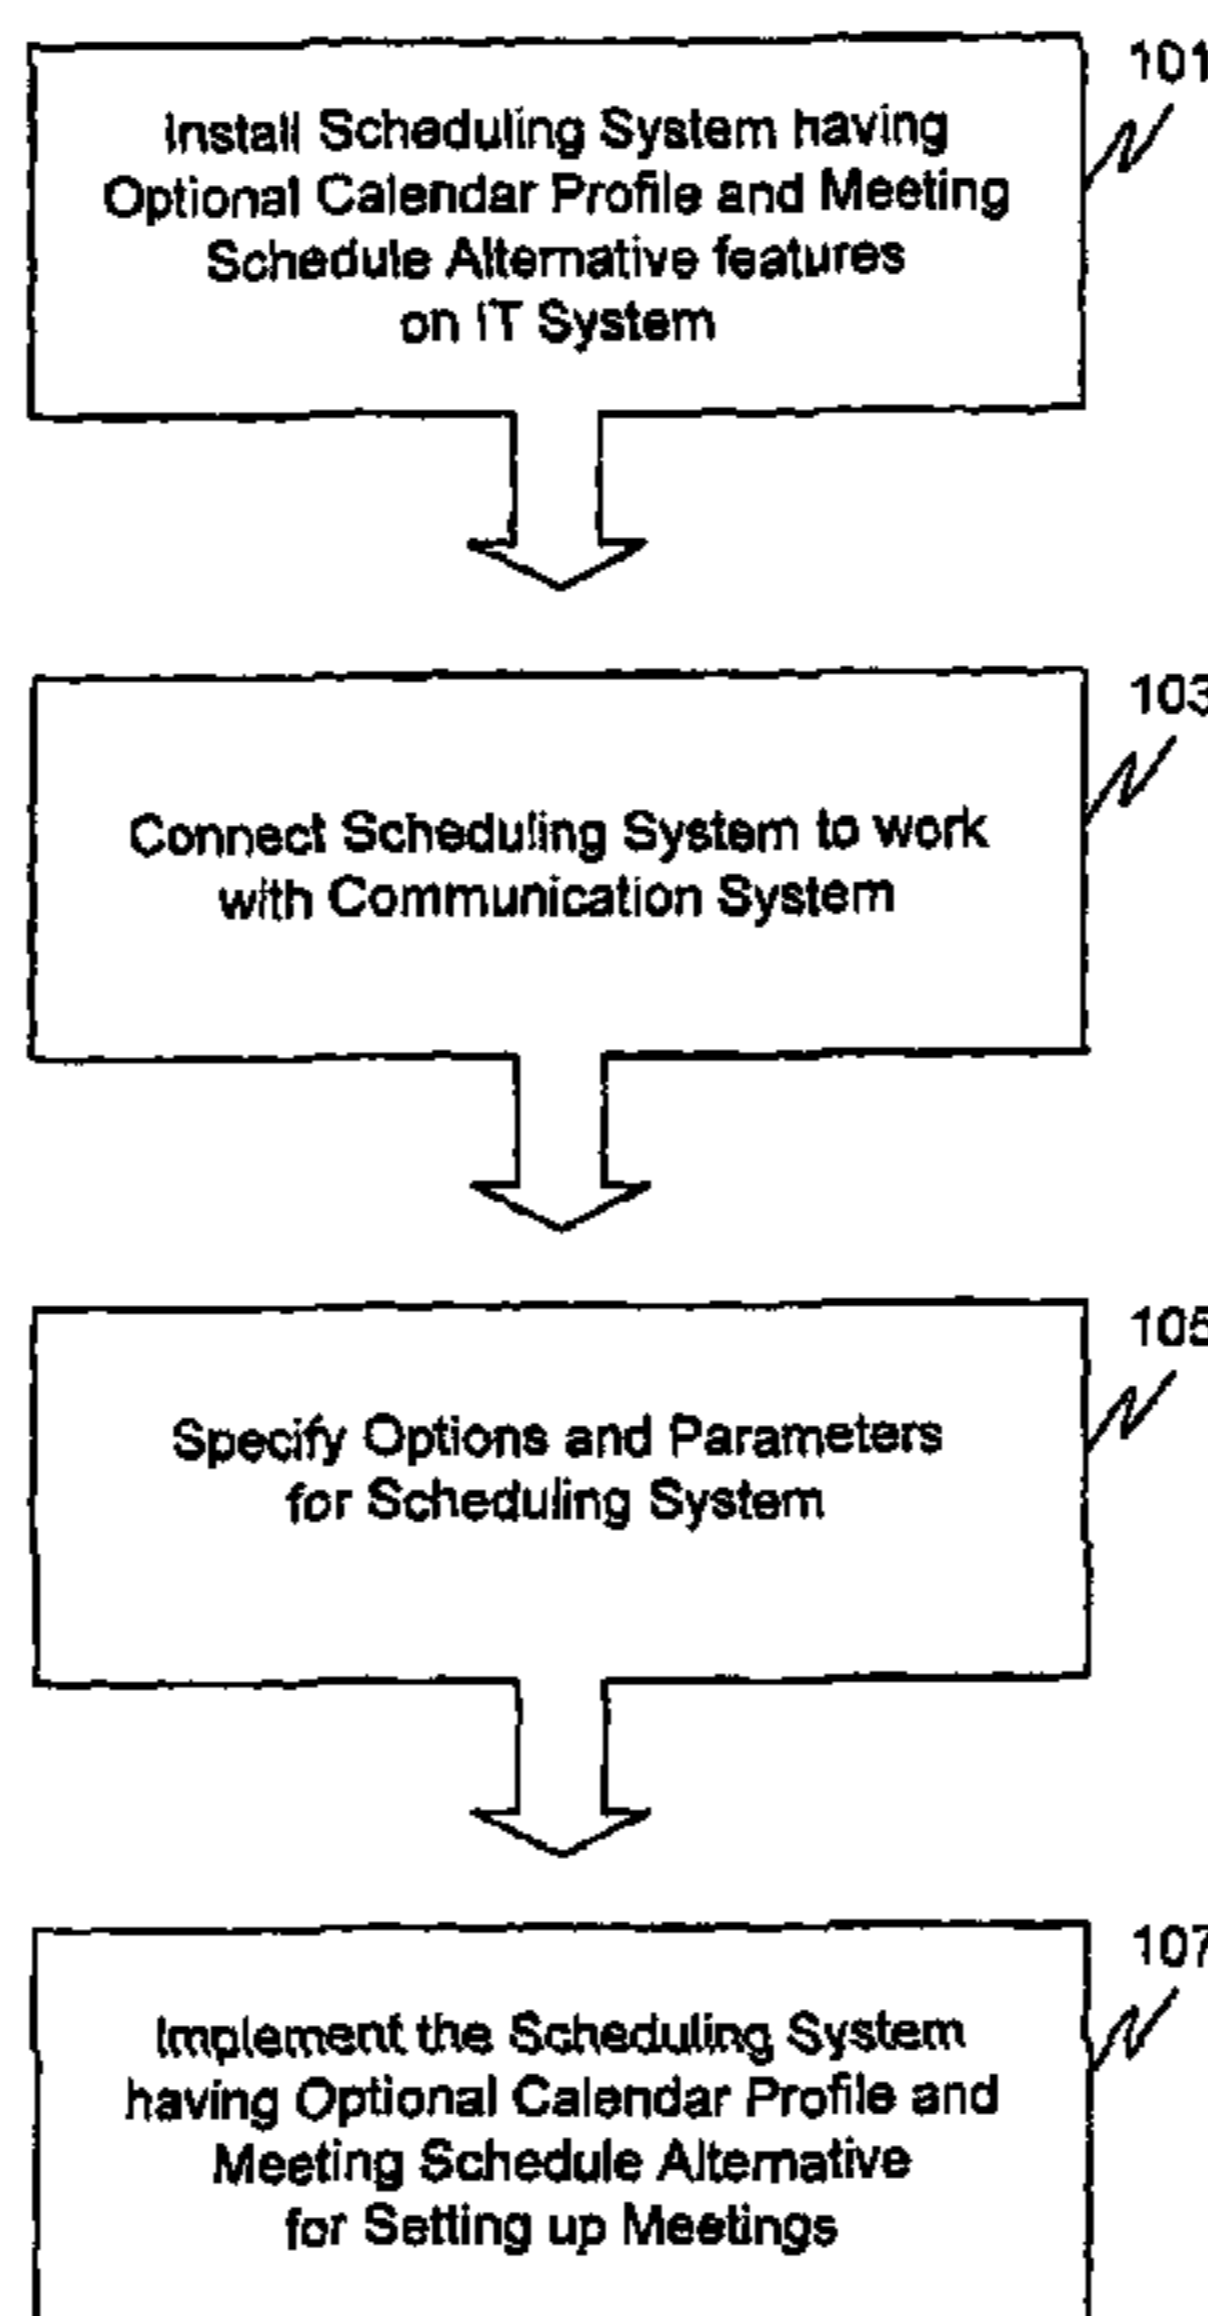 101
Install Scheduling System having
Optional Calendar Profile and Meeting
Schedule Alternative features
on IT System
103
Connect Scheduling System to work
with Communication System
105
Specify Options and Parameters
for Scheduling System
107
Implement the Scheduling System
having Optional Calendar Profile and
Meeting Schedule Alternative
for Setting up Meetings